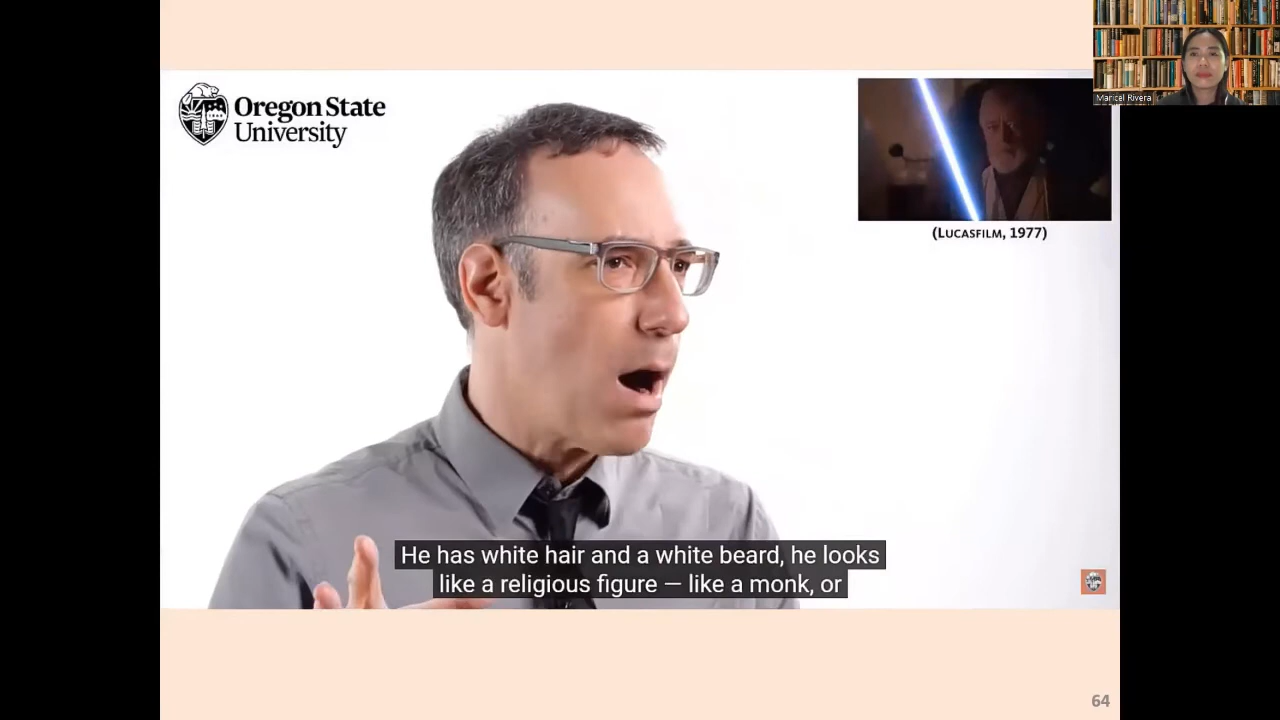 Oregon State
University
Maricel Rivera
(LUCASFILM, 1977)
He has white hair and a white beard, he looks
like a religious figure — like a monk, or
64